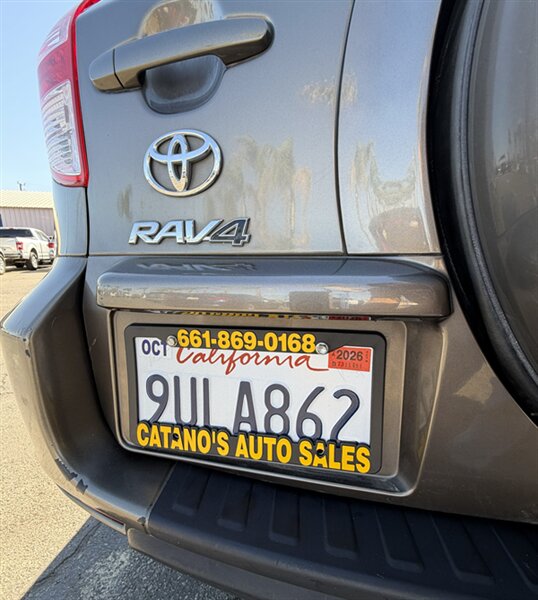 RAV4
661-869-0168
OCT California 2026
9ULA862
CATANO'S AUTO SALES